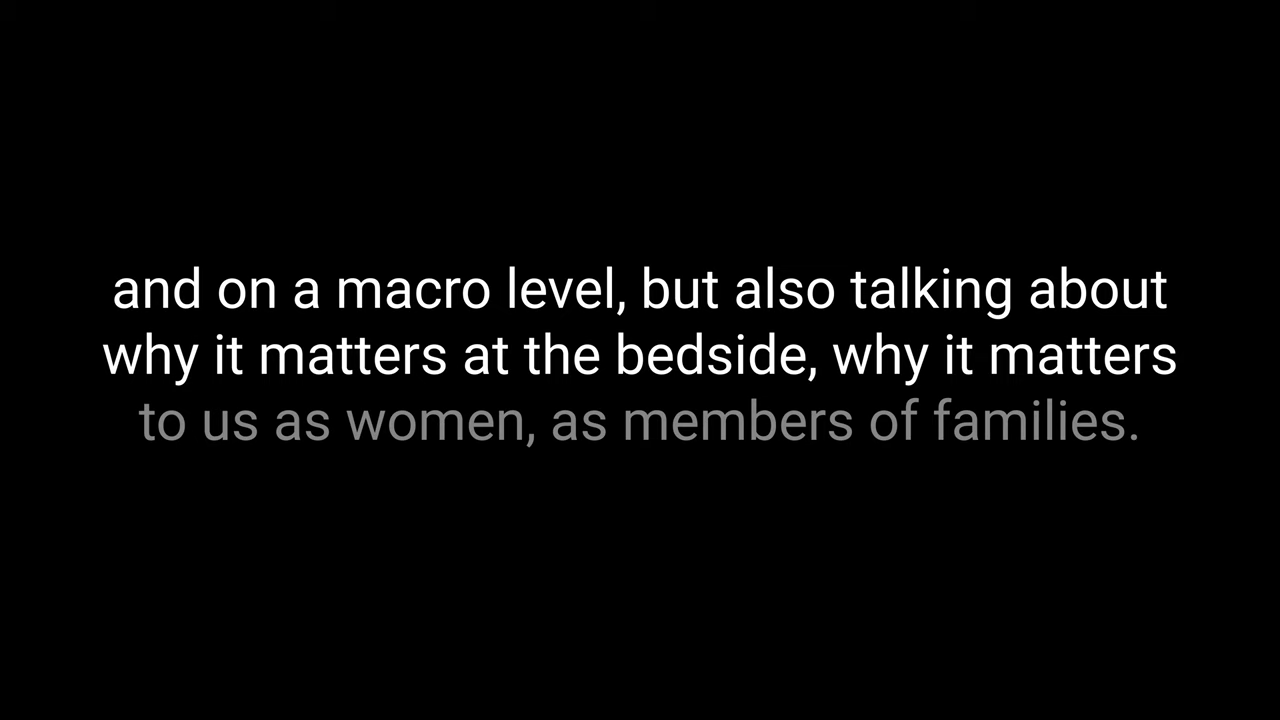 and on a macro level, but also talking about
why it matters at the bedside, why it matters
to us as women, as members of families.